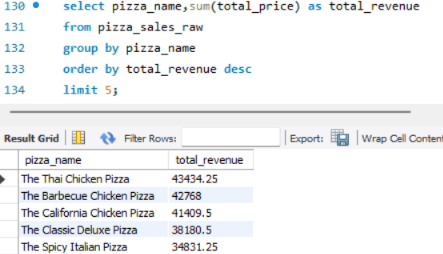 130 select pizza_name,sum(total_price) as total_revenue
131 from pizza_sales_raw
132 group by pizza_name
133 order by total_revenue desc
134 limit 5;
Result Grid Filter Rows: Export: Wrap Cell Content
pizza_name total_revenue
The Thai Chicken Pizza 43434.25
The Barbecue Chicken Pizza 42768
The California Chicken Pizza 41409.5
The Classic Deluxe Pizza 38180.5
The Spicy Italian Pizza 34831.25